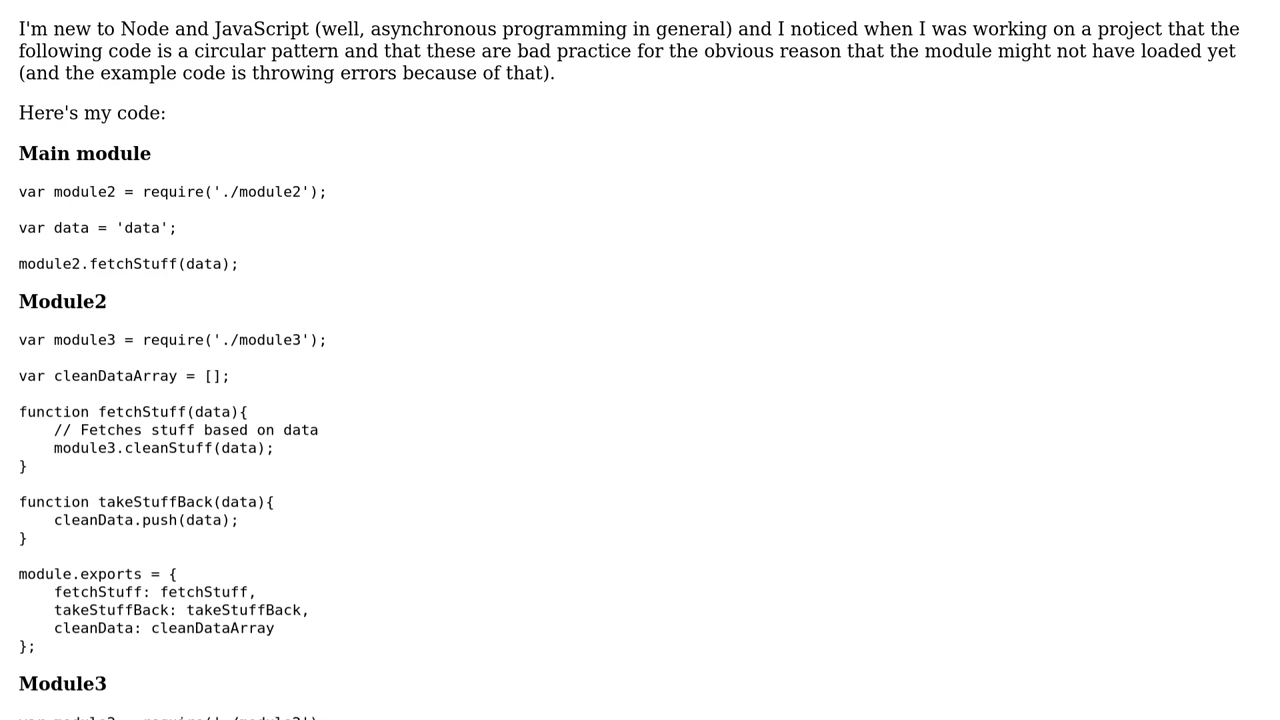 I'm new to Node and JavaScript (well, asynchronous programming in general) and I noticed when I was working on a project that the
following code is a circular pattern and that these are bad practice for the obvious reason that the module might not have loaded yet
(and the example code is throwing errors because of that).
Here's my code:
Main module
var module2 = require('./module2');
var data = 'data';
module2.fetchStuff(data);
Module2
var module3 = require('./module3');
var cleanDataArray = [];
function fetchStuff(data){
    // Fetches stuff based on data
    module3.cleanStuff(data);
}
function takeStuffBack(data){
    cleanData.push(data);
}
module.exports = {
    fetchStuff: fetchStuff,
    takeStuffBack: takeStuffBack,
    cleanData: cleanDataArray
};
Module3